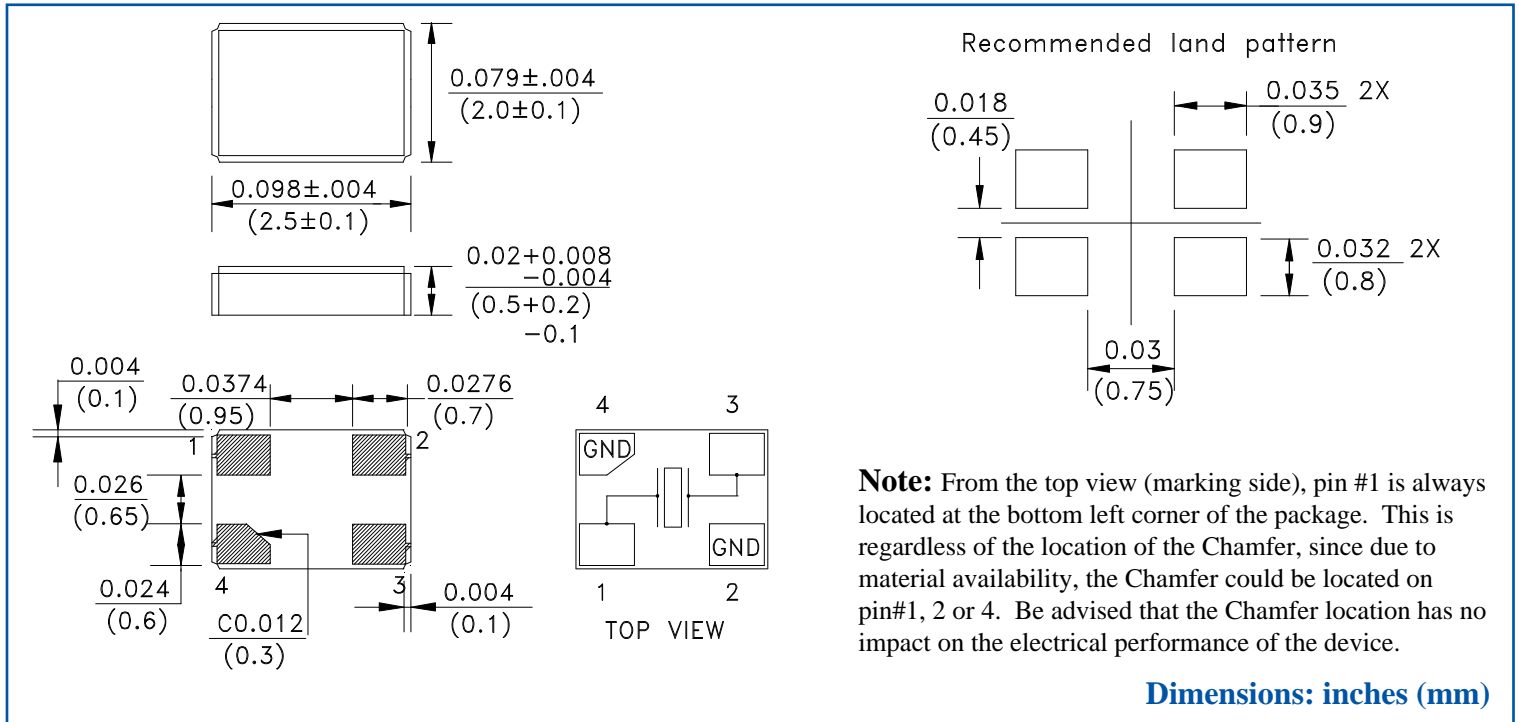 0.079±.004
(2.0±0.1)
0.098±.004
(2.5±0.1)
0.02+0.008
-0.004
(0.5+0.2)
-0.1
0.004
(0.1)
0.0374
(0.95)
0.0276
(0.7)
1
2
0.026
(0.65)
0.024
(0.6)
4
3
C0.012
(0.3)
0.004
(0.1)
4
3
GND
GND
1
2
TOP VIEW
Recommended land pattern
0.018
(0.45)
0.035 2X
(0.9)
0.032 2X
(0.8)
0.03
(0.75)
Note: From the top view (marking side), pin #1 is always
located at the bottom left corner of the package. This is
regardless of the location of the Chamfer, since due to
material availability, the Chamfer could be located on
pin#1, 2 or 4. Be advised that the Chamfer location has no
impact on the electrical performance of the device.
Dimensions: inches (mm)